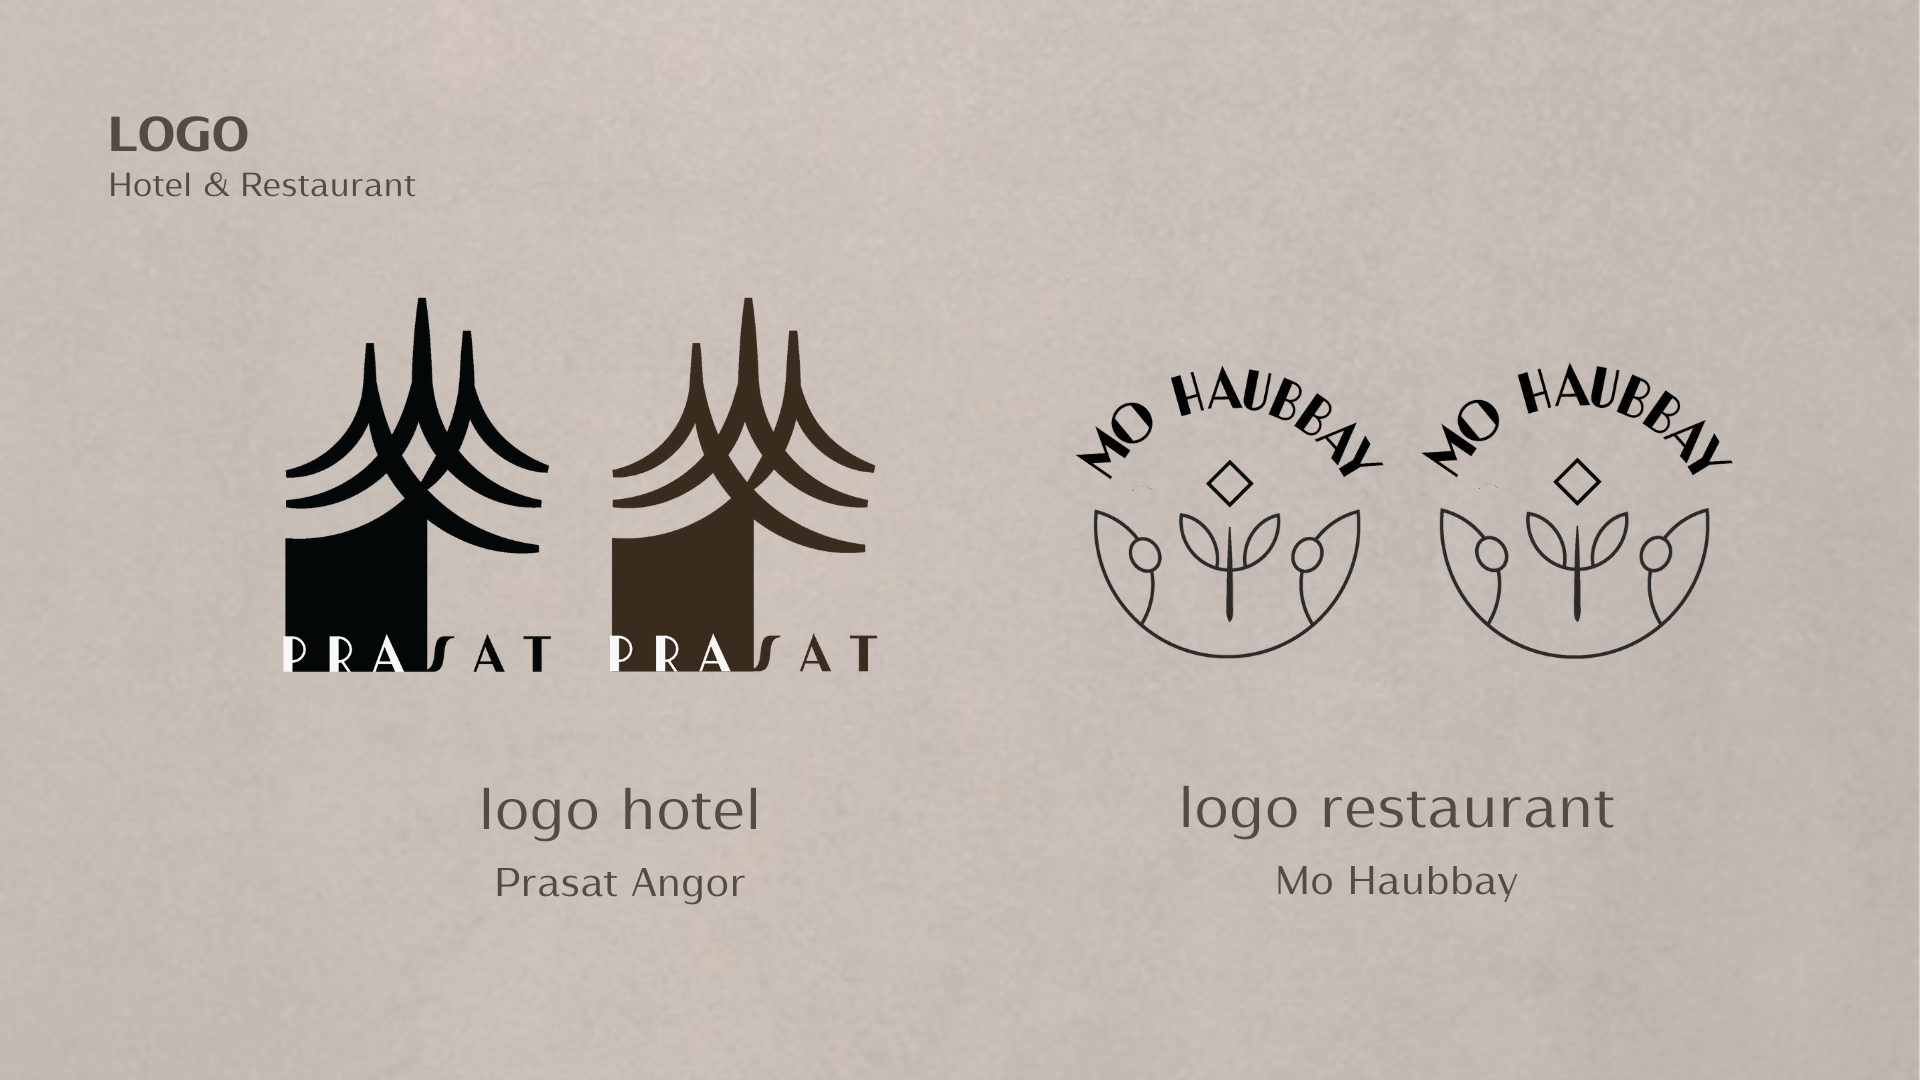 LOGO
Hotel & Restaurant
PRASAT
PRASAT
MO HAUBBAY
MO HAUBBAY
logo hotel
Prasat Angor
logo restaurant
Mo Haubbay